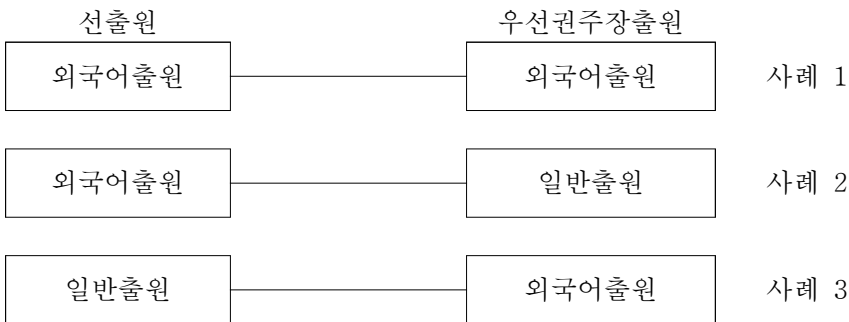 선출원 우선권주장출원
외국어출원 외국어출원 사례 1
외국어출원 일반출원 사례 2
일반출원 외국어출원 사례 3